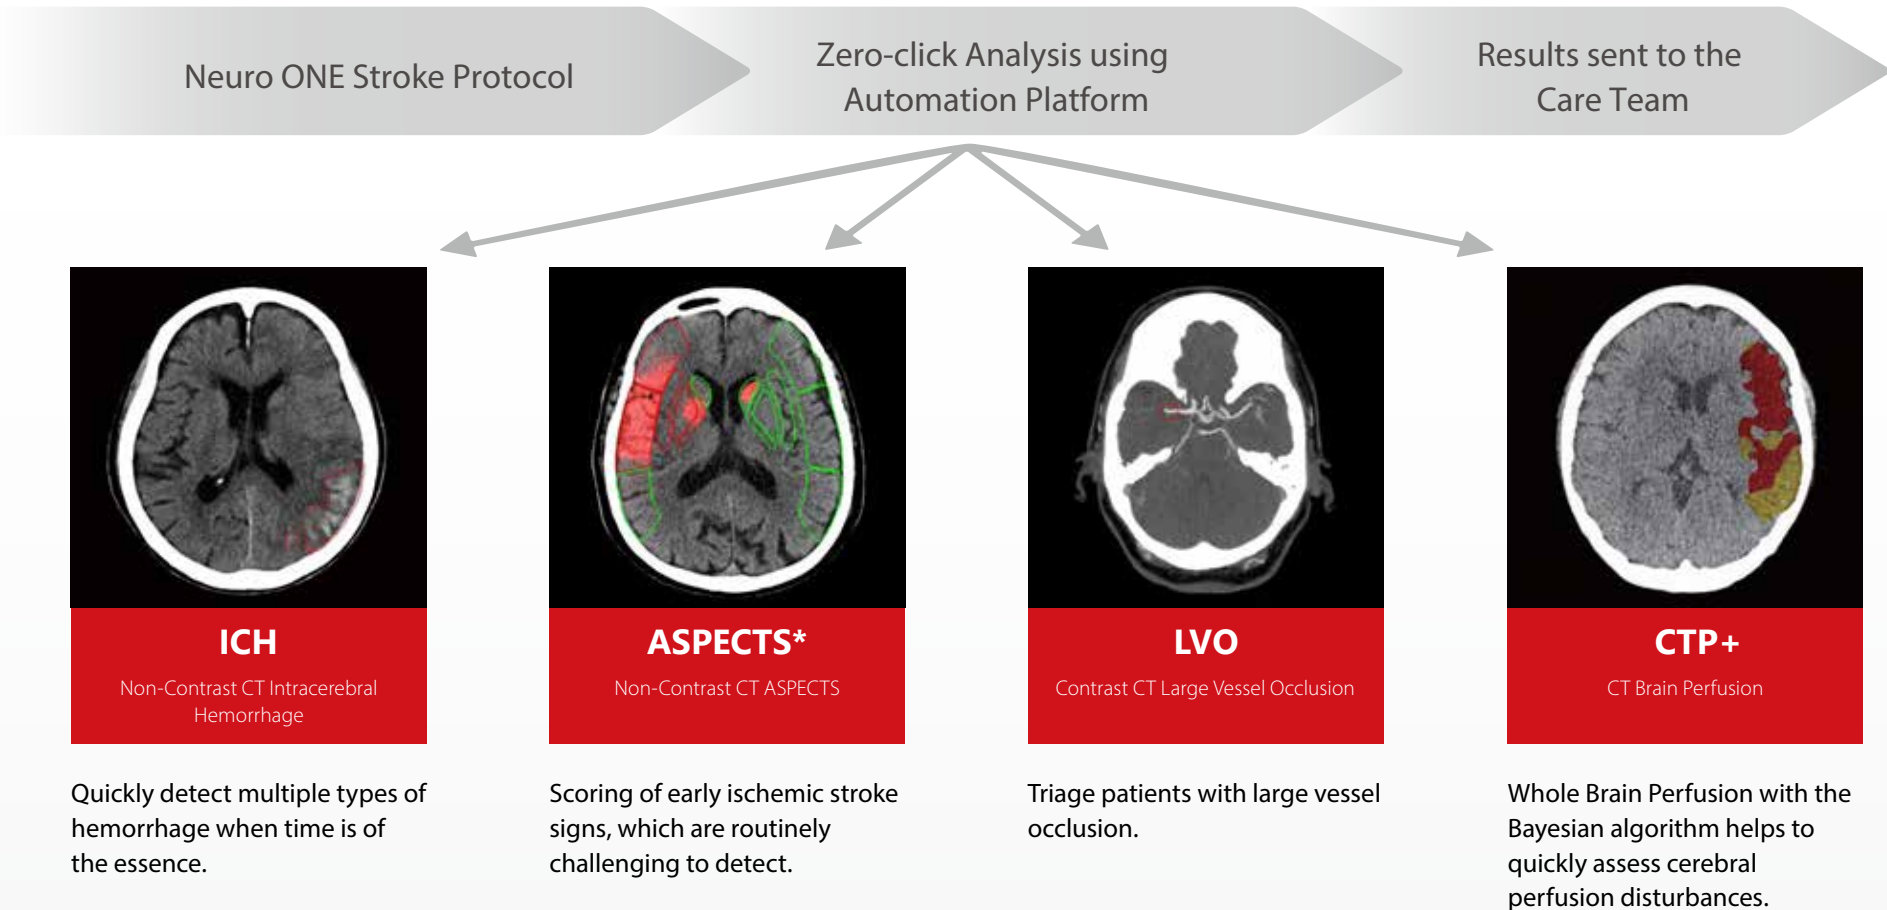 Neuro ONE Stroke Protocol
Zero-click Analysis using
Automation Platform
Results sent to the
Care Team
ICH
Non-Contrast CT Intracerebral
Hemorrhage
Quickly detect multiple types of
hemorrhage when time is of
the essence.
ASPECTS*
Non-Contrast CT ASPECTS
Scoring of early ischemic stroke
signs, which are routinely
challenging to detect.
LVO
Contrast CT Large Vessel Occlusion
Triage patients with large vessel
occlusion.
CTP+
CT Brain Perfusion
Whole Brain Perfusion with the
Bayesian algorithm helps to
quickly assess cerebral
perfusion disturbances.